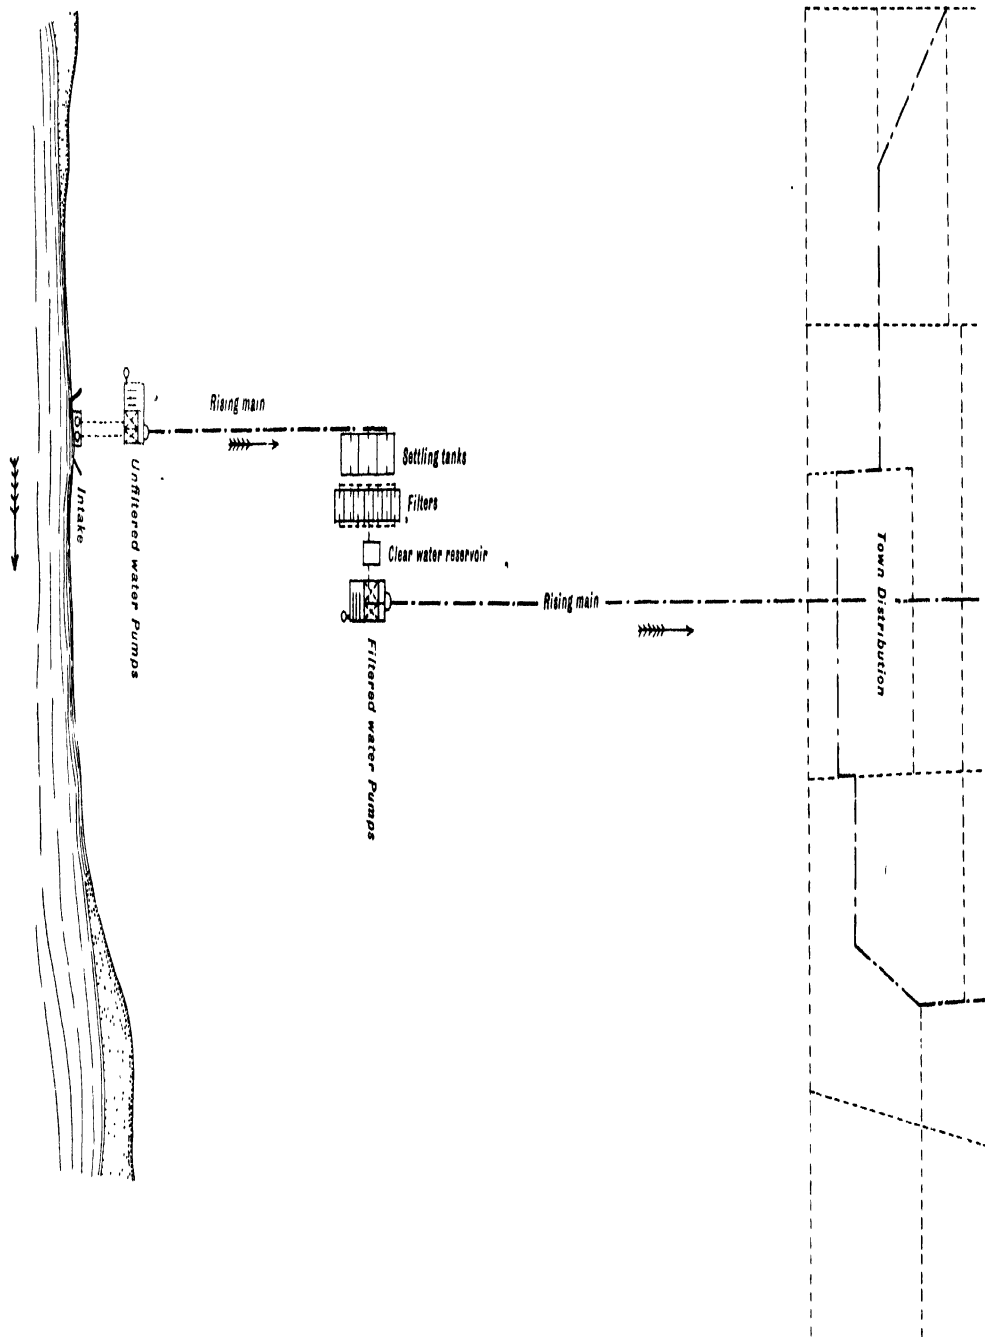 Rising main
Settling tanks
Filters
Clear water reservoir
Rising main
Intake
Unfiltered water Pumps
Filtered water Pumps
Town Distribution